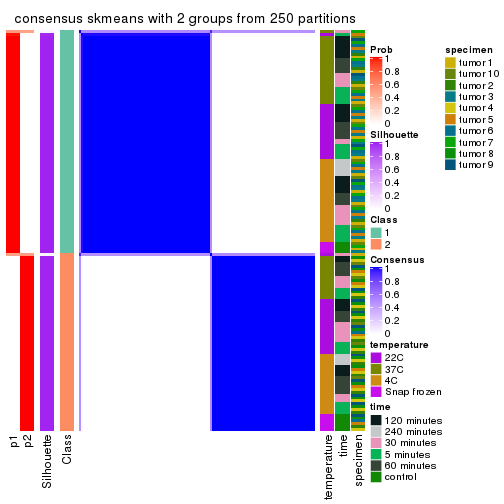 consensus skmeans with 2 groups from 250 partitions
Prob
1
0.8
0.6
0.4
0.2
0
Silhouette
1
0.8
0.6
0.4
0.2
0
Class
1
2
Consensus
1
0.8
0.6
0.4
0.2
0
temperature
22C
37C
4C
Snap frozen
time
120 minutes
240 minutes
30 minutes
5 minutes
60 minutes
control
specimen
tumor 1
tumor 10
tumor 2
tumor 3
tumor 4
tumor 5
tumor 6
tumor 7
tumor 8
tumor 9
p1
p2
Silhouette
Class
temperature
time
specimen